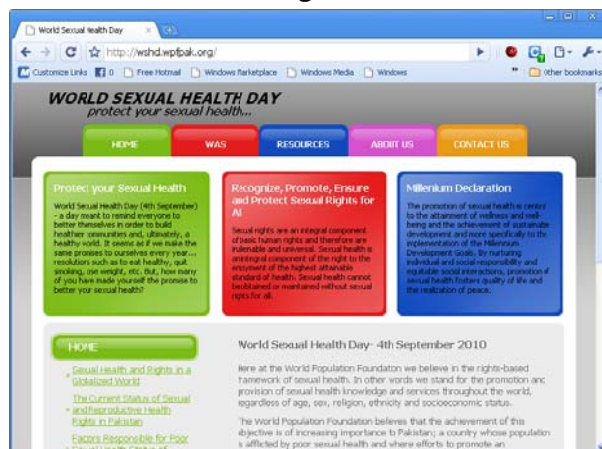 World Sexual Health Day
http://wshd.wpfpak.org/
Customize Links 0 Free Hotmail Windows Marketplace Windows Media Windows Other bookmarks
WORLD SEXUAL HEALTH DAY
protect your sexual health...
HOME WAS RESOURCES ABOUT US CONTACT US
Protect your Sexual Health
World Sexual Health Day (4th September)
- a day meant to remind everyone to
better themselves in order to build
healthier communities and, ultimately, a
healthy world. It seems as if we make the
same promises to ourselves every year...
resolutions such as to eat healthy, quit
smoking, lose weight, etc. But, how many
of you have made yourself the promise to
better your sexual health?
Recognize, Promote, Ensure
and Protect Sexual Rights for
Al
Sexual rights are an integral component
of basic human rights and therefore are
inalienable and universal. Sexual health is
an integral component of the right to the
enjoyment of the highest attainable
standard of health. Sexual health cannot
be obtained or maintained without sexual
rights for all.
Millenium Declaration
The promotion of sexual health is central
to the attainment of wellness and well-
being and the achievement of sustainable
development and more specifically to the
implementation of the Millennium
Development Goals. By nurturing
individual and social responsibility and
equitable social interactions, promotion of
sexual health fosters quality of life and
the realization of peace.
HOME
Sexual Health and Rights in a
Globalized World
The Current Status of Sexual
and Reproductive Health
Rights in Pakistan
Factors Responsible for Poor
Sexual Health Status of
World Sexual Health Day- 4th September 2010
Here at the World Population Foundation we believe in the rights-based
framework of sexual health. In other words we stand for the promotion and
provision of sexual health knowledge and services throughout the world,
regardless of age, sex, religion, ethnicity and socioeconomic status.
The World Population Foundation believes that the achievement of this
objective is of increasing importance to Pakistan; a country whose population
is afflicted by poor sexual health and where efforts to promote an